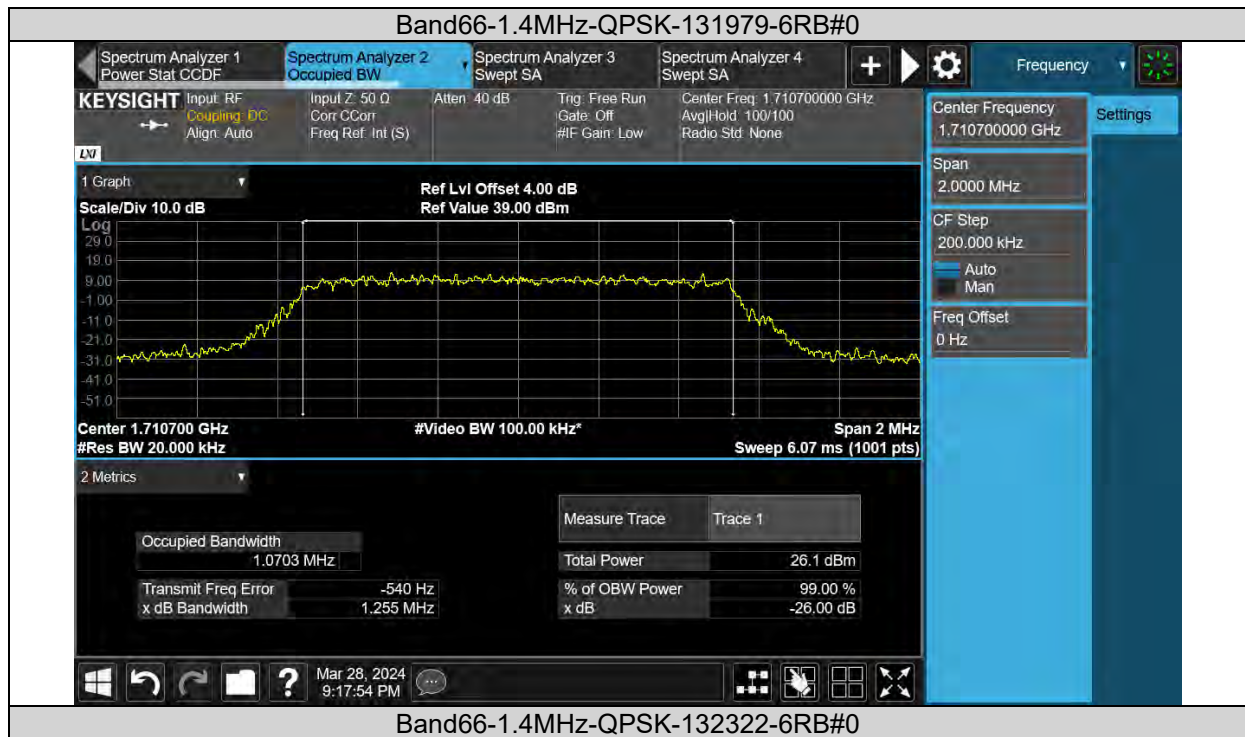 Band66-1.4MHz-QPSK-131979-6RB#0
Spectrum Analyzer 1
Power Stat CCDF
Spectrum Analyzer 2
Occupied BW
Spectrum Analyzer 3
Swept SA
Spectrum Analyzer 4
Swept SA
Frequency
KEYSIGHT
LXI
Input: RF
Coupling: DC
Align: Auto
Input Z: 50 Ω
Corr CCorr
Freq Ref: Int (S)
Atten: 40 dB
Trig: Free Run
Gate: Off
#IF Gain: Low
Center Freq: 1.710700000 GHz
Avg|Hold: 100/100
Radio Std: None
Center Frequency
1.710700000 GHz
Settings
Span
2.0000 MHz
CF Step
200.000 kHz
Auto
Man
Freq Offset
0 Hz
1 Graph
Scale/Div 10.0 dB
Ref Lvl Offset 4.00 dB
Ref Value 39.00 dBm
Log
29.0
19.0
9.00
-1.00
-11.0
-21.0
-31.0
-41.0
-51.0
Center 1.710700 GHz
#Res BW 20.000 kHz
#Video BW 100.00 kHz*
Span 2 MHz
Sweep 6.07 ms (1001 pts)
2 Metrics
Measure Trace
Trace 1
Occupied Bandwidth
1.0703 MHz
Total Power
26.1 dBm
Transmit Freq Error
-540 Hz
% of OBW Power
99.00 %
x dB Bandwidth
1.255 MHz
x dB
-26.00 dB
?
Mar 28, 2024
9:17:54 PM
Band66-1.4MHz-QPSK-132322-6RB#0